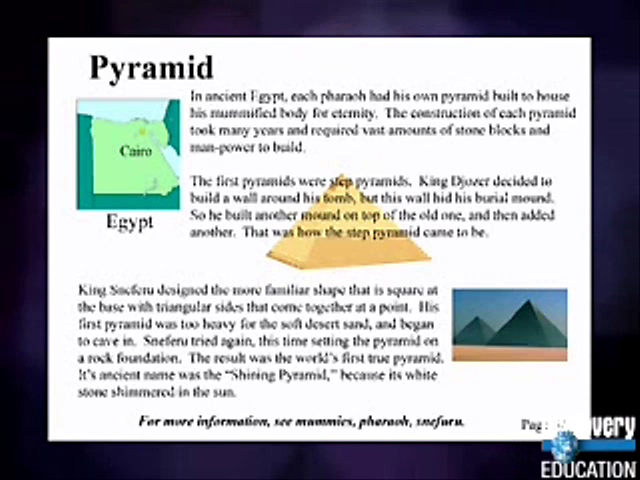 Pyramid
In ancient Egypt, each pharaoh had his own pyramid built to house
his mummified body for eternity. The construction of each pyramid
took many years and required vast amounts of stone blocks and
man-power to build.
Cairo
Egypt
The first pyramids were step pyramids. King Djozer decided to
build a wall around his tomb, but this wall hid his burial mound.
So he built another mound on top of the old one, and then added
another. That was how the step pyramid came to be.
King Sneferu designed the more familiar shape that is square at
the base with triangular sides that come together at a point. His
first pyramid was too heavy for the soft desert sand, and began
to cave in. Sneferu tried again, this time setting the pyramid on
a rock foundation. The result was the world's first true pyramid.
It's ancient name was the "Shining Pyramid," because its white
stone shimmered in the sun.
For more information, see mummies, pharaoh, snefuru.
EDUCATION